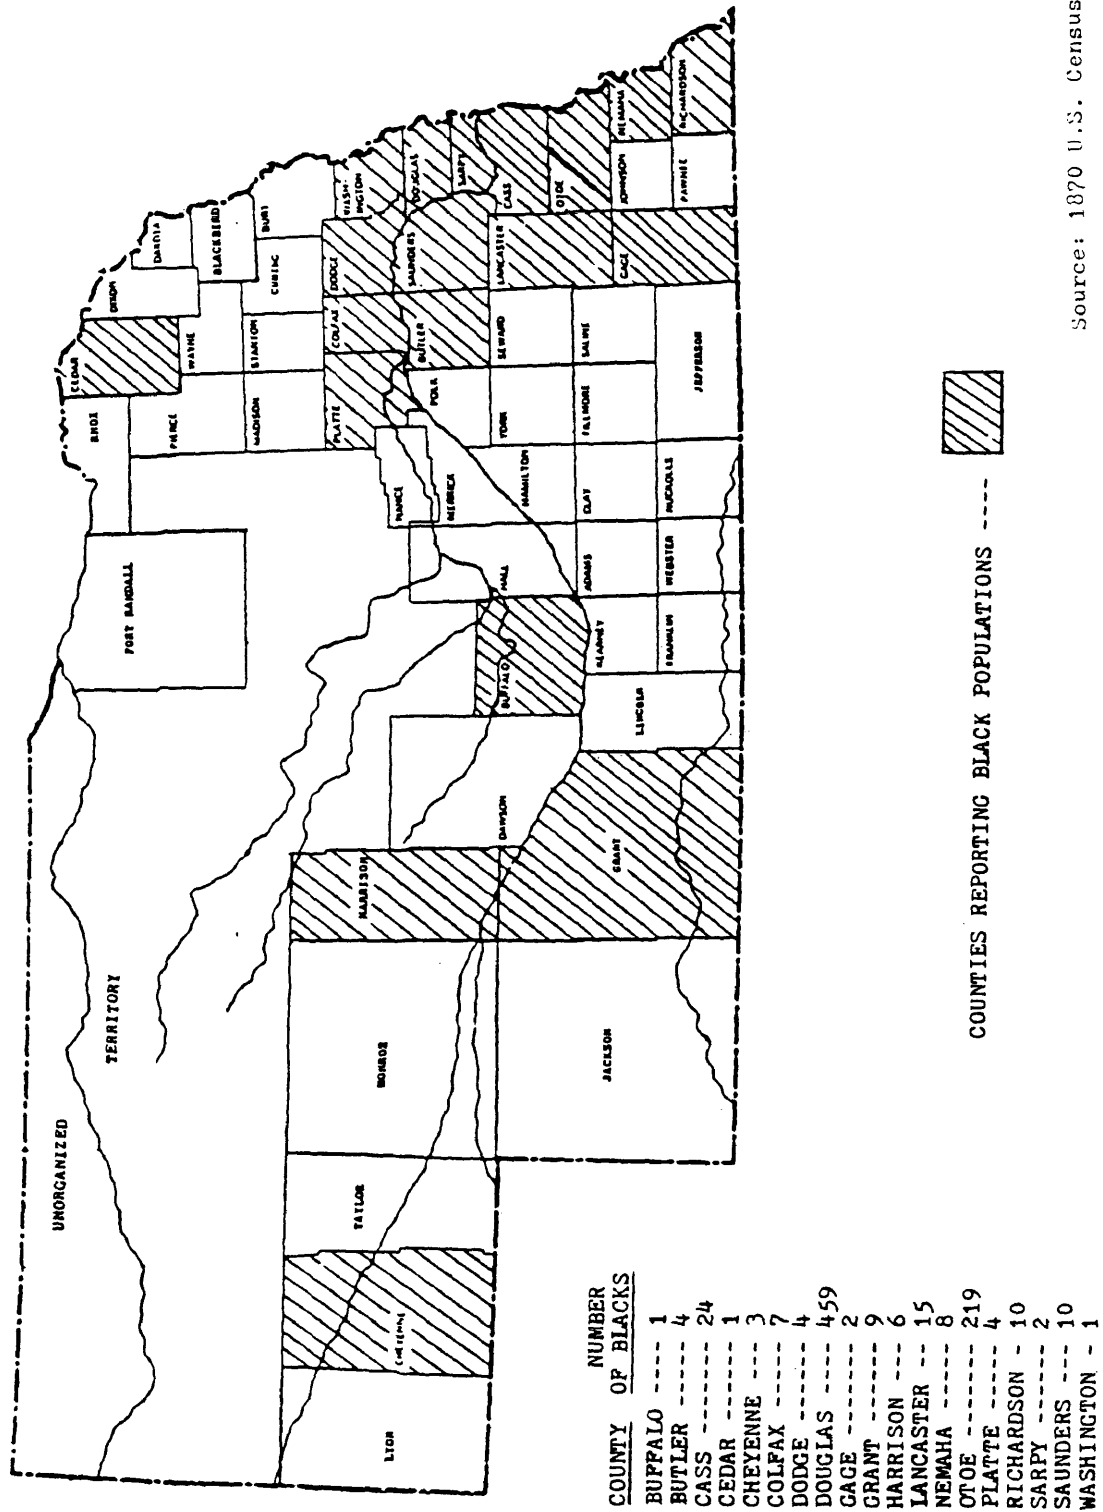 UNORGANIZED
TERRITORY
FORT RANDALL
KNOX
CEDAR
DIXON
DAKOTA
PIERCE
WAYNE
BLACKBIRD
MADISON
STANTON
CUMING
BURT
PLATTE
COLFAX
DODGE
WASH-
INGTON
NANCE
MERRICK
POLK
BUTLER
SAUNDERS
DOUGLAS
SARPY
LYON
CHEYENNE
TAYLOR
MONROE
HARRISON
DAWSON
BUFFALO
HALL
HAMILTON
YORK
SEWARD
LANCASTER
CASS
OTOE
JACKSON
GRANT
LINCOLN
KEARNEY
ADAMS
CLAY
FILLMORE
SALINE
GAGE
JOHNSON
NEMAHA
FRANKLIN
WEBSTER
NUCKOLLS
JEFFERSON
PAWNEE
RICHARDSON
NUMBER
COUNTY OF BLACKS
BUFFALO ----- 1
BUTLER ------ 4
CASS -------- 24
CEDAR ------- 1
CHEYENNE ---- 3
COLFAX ------ 7
DODGE ------- 4
DOUGLAS ----- 459
GAGE -------- 2
GRANT ------- 9
HARRISON ---- 6
LANCASTER -- 15
NEMAHA ------ 8
OTOE ------- 219
PLATTE ------ 4
RICHARDSON - 10
SARPY ------- 2
SAUNDERS --- 10
WASHINGTON - 1
COUNTIES REPORTING BLACK POPULATIONS ----
Source: 1870 U.S. Census